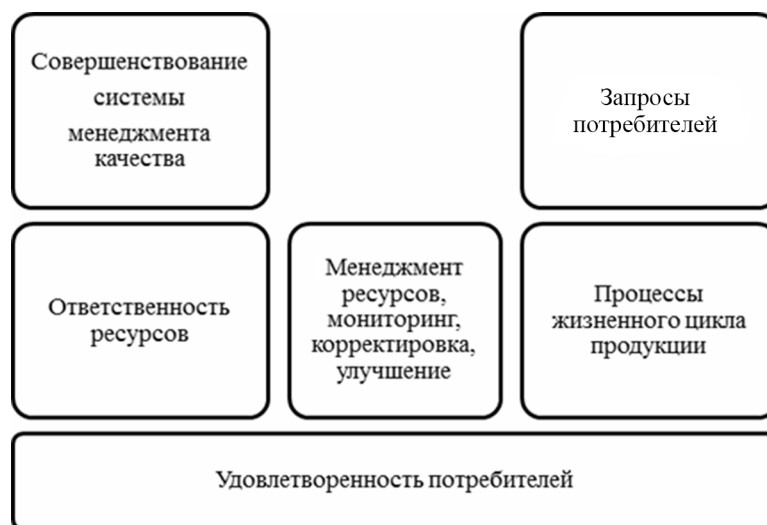 Совершенствование
системы
менеджмента
качества
Запросы
потребителей
Ответственность
ресурсов
Менеджмент
ресурсов,
мониторинг,
корректировка,
улучшение
Процессы
жизненного цикла
продукции
Удовлетворенность потребителей